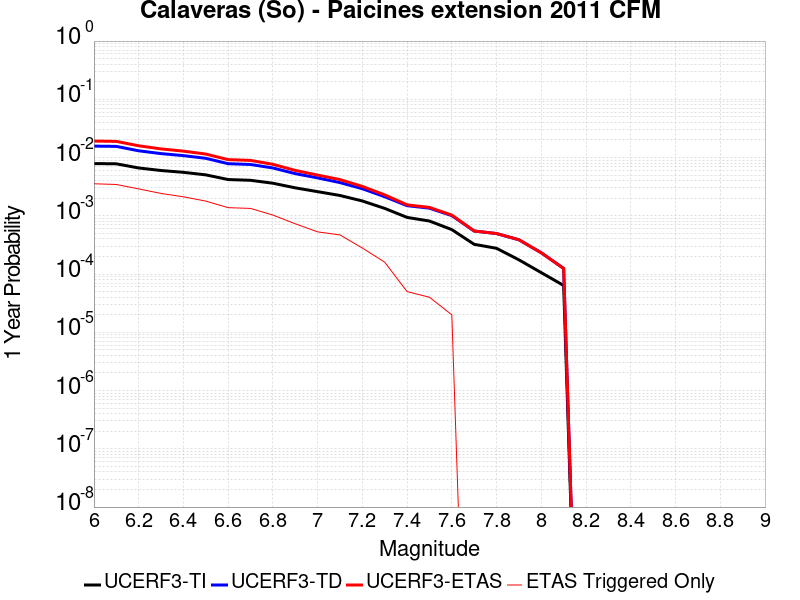 Calaveras (So) - Paicines extension 2011 CFM
10^0
10^-1
10^-2
10^-3
10^-4
10^-5
10^-6
10^-7
10^-8
1 Year Probability
6 6.2 6.4 6.6 6.8 7 7.2 7.4 7.6 7.8 8 8.2 8.4 8.6 8.8 9
Magnitude
UCERF3-TI UCERF3-TD UCERF3-ETAS ETAS Triggered Only